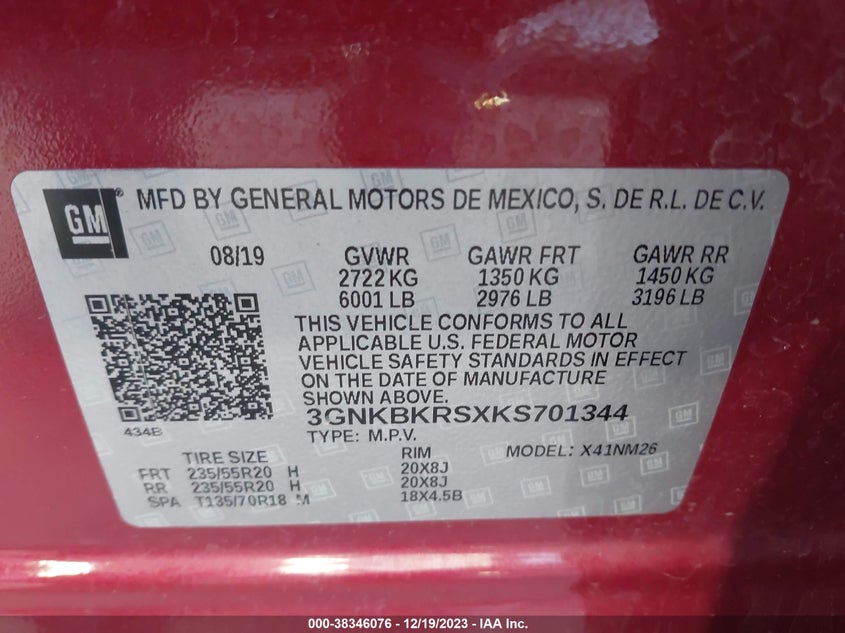 GM
MFD BY GENERAL MOTORS DE MEXICO, S. DE R.L. DE C.V.
08/19 GVWR GAWR FRT GAWR RR
2722 KG 1350 KG 1450 KG
6001 LB 2976 LB 3196 LB
THIS VEHICLE CONFORMS TO ALL
APPLICABLE U.S. FEDERAL MOTOR
VEHICLE SAFETY STANDARDS IN EFFECT
ON THE DATE OF MANUFACTURE
SHOWN ABOVE.
434B 3GNKBKRSXKS701344
TYPE: M.P.V. MODEL: X41NM26
TIRE SIZE RIM
FRT 235/55R20 H 20X8J
RR 235/55R20 H 20X8J
SPA T135/70R18 M 18X4.5B
000-38346076 - 12/19/2023 - IAA Inc.